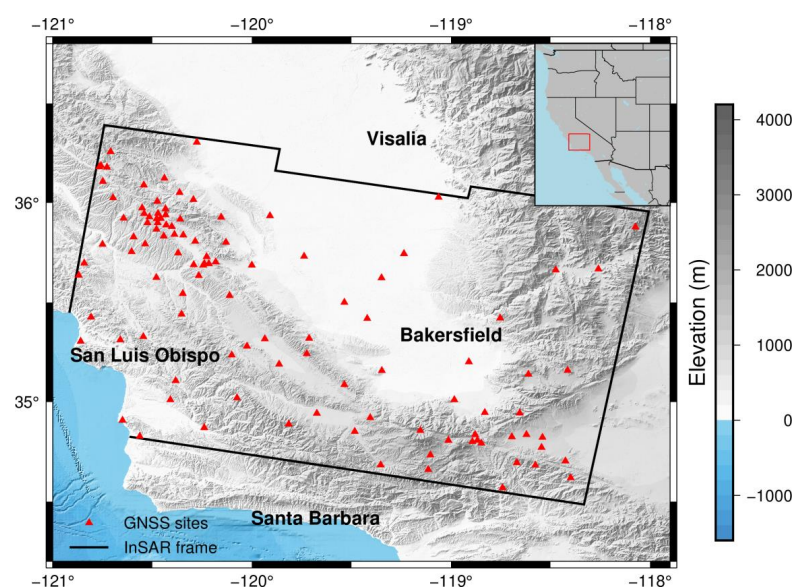 −121° −120° −119° −118°
Visalia
4000
3000
36°
2000
Elevation (m)
1000
Bakersfield
San Luis Obispo
35°
0
−1000
GNSS sites
Santa Barbara
InSAR frame
−121° −120° −119° −118°